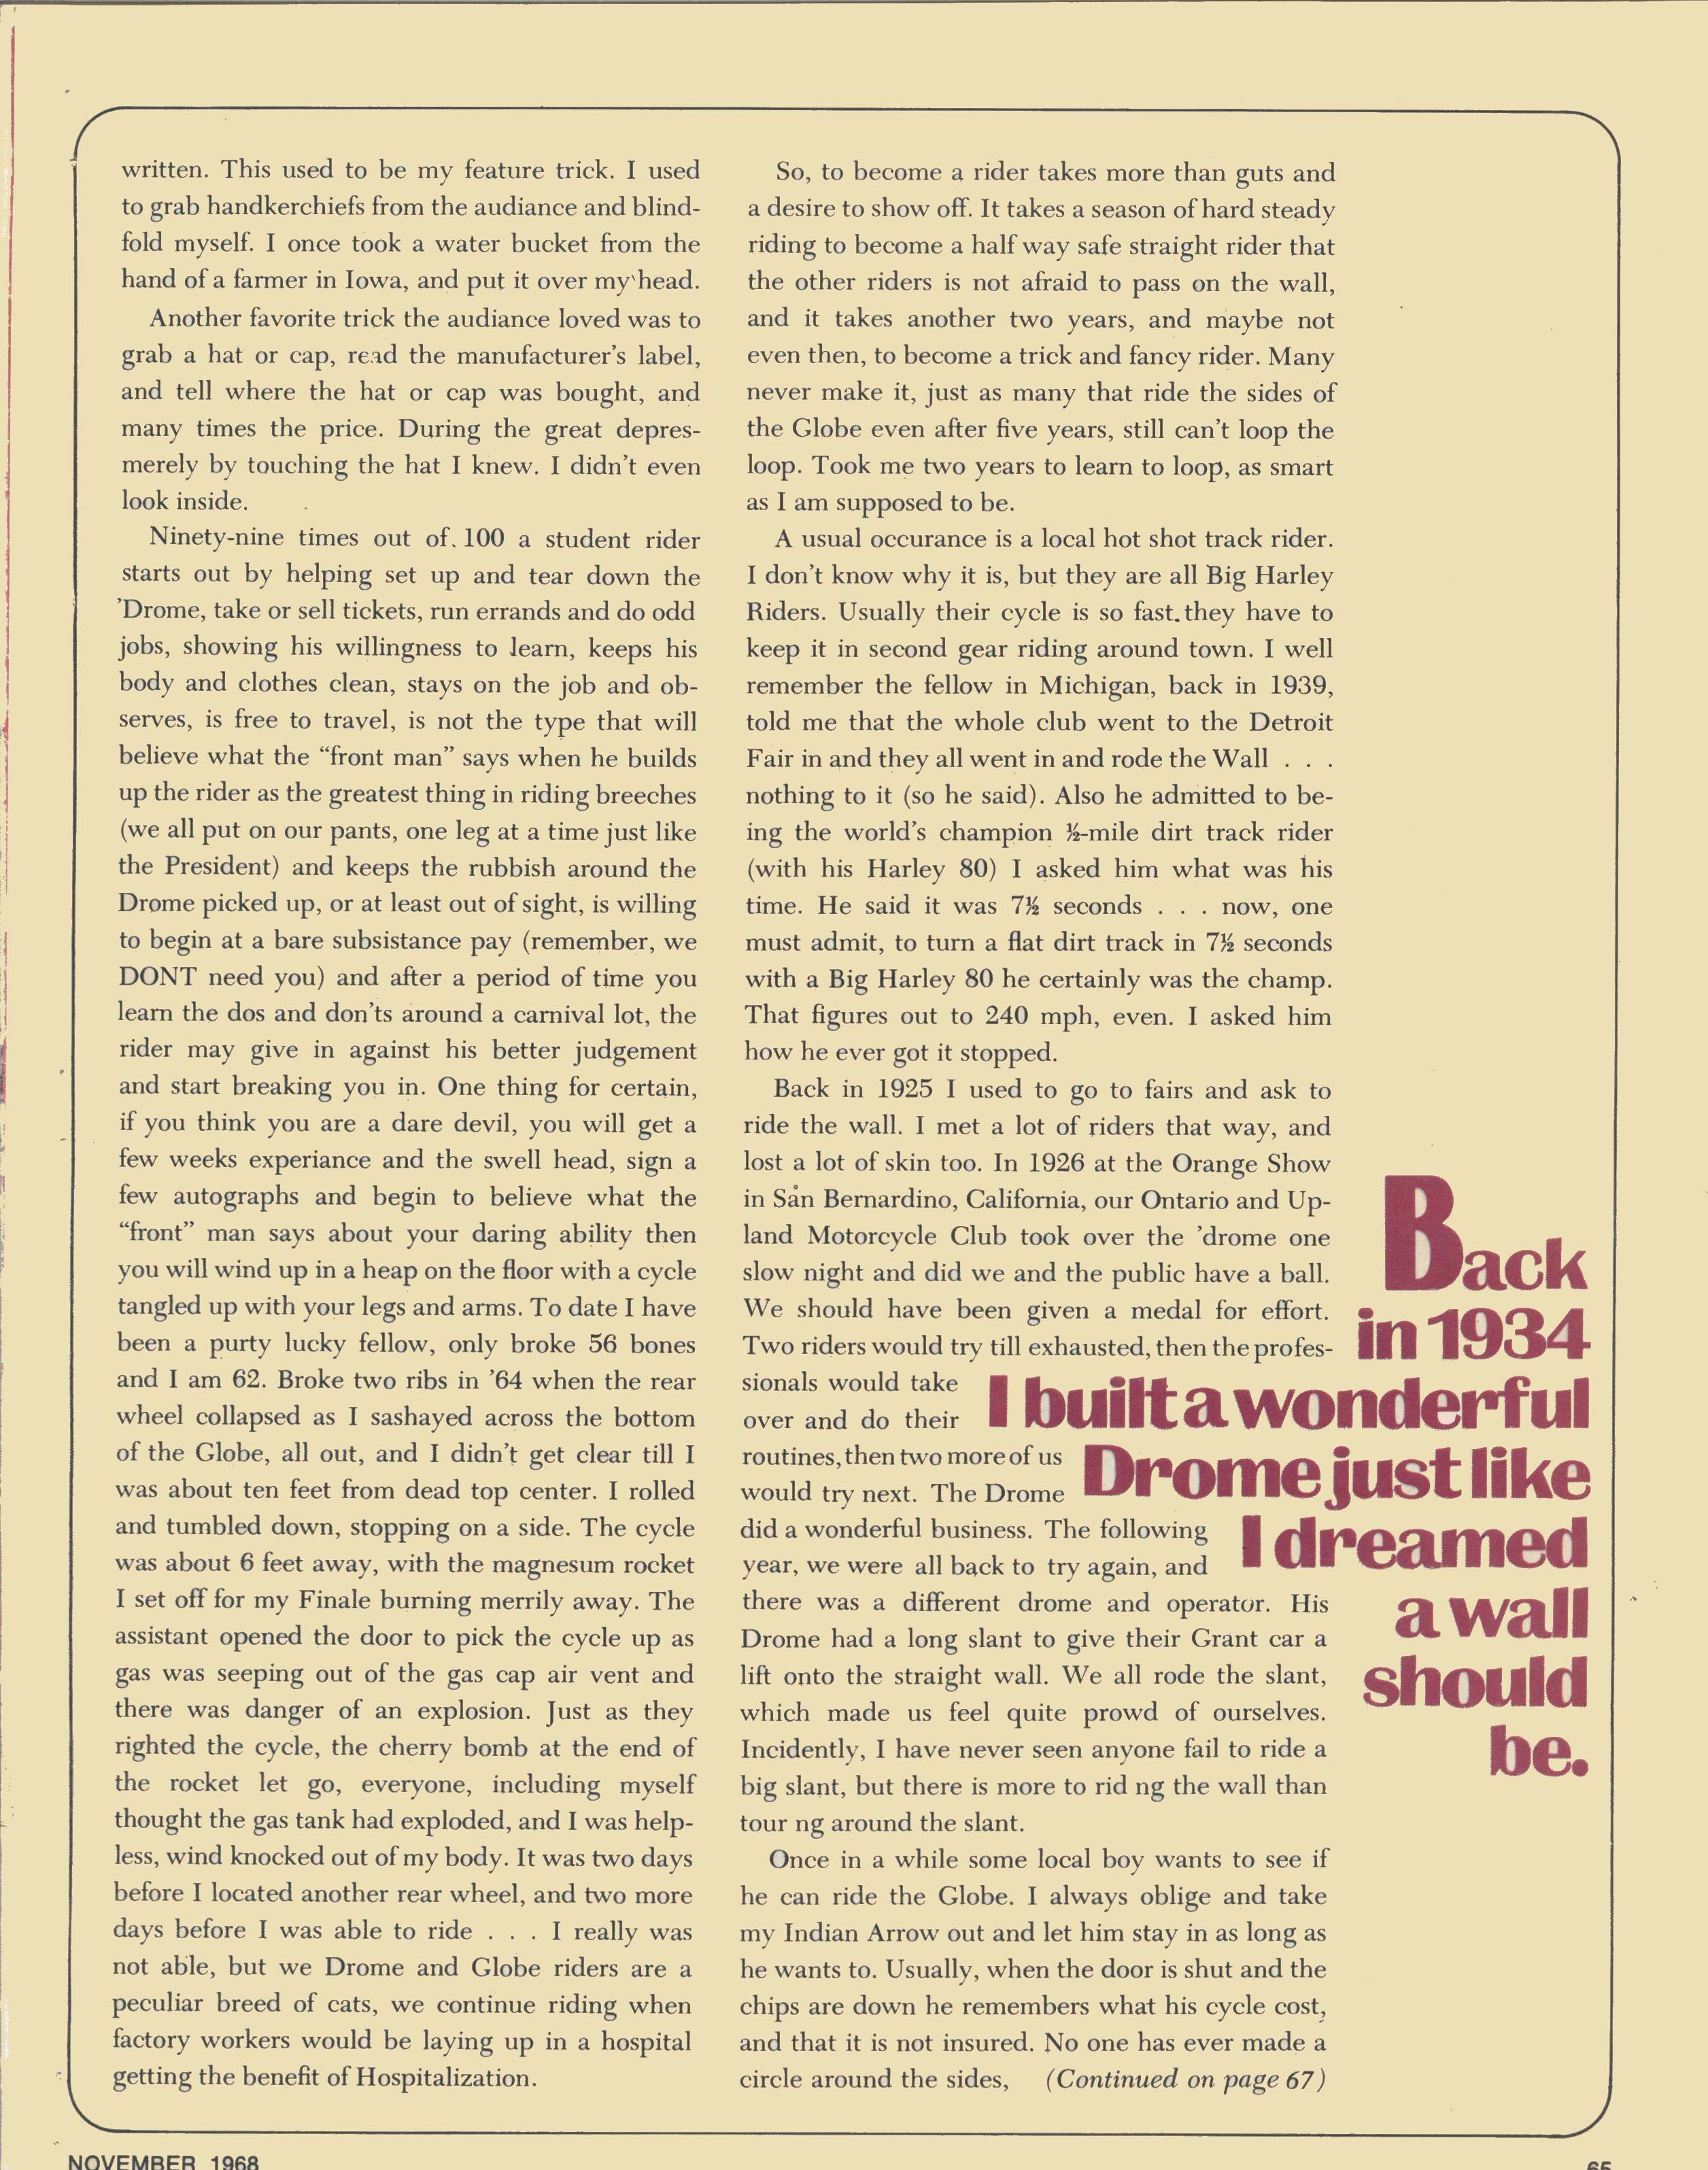 written. This used to be my feature trick. I used
to grab handkerchiefs from the audiance and blind-
fold myself. I once took a water bucket from the
hand of a farmer in Iowa, and put it over my head.
Another favorite trick the audiance loved was to
grab a hat or cap, read the manufacturer's label,
and tell where the hat or cap was bought, and
many times the price. During the great depres-
merely by touching the hat I knew. I didn't even
look inside.
Ninety-nine times out of. 100 a student rider
starts out by helping set up and tear down the
'Drome, take or sell tickets, run errands and do odd
jobs, showing his willingness to learn, keeps his
body and clothes clean, stays on the job and ob-
serves, is free to travel, is not the type that will
believe what the "front man" says when he builds
up the rider as the greatest thing in riding breeches
(we all put on our pants, one leg at a time just like
the President) and keeps the rubbish around the
Drome picked up, or at least out of sight, is willing
to begin at a bare subsistance pay (remember, we
DONT need you) and after a period of time you
learn the dos and don'ts around a carnival lot, the
rider may give in against his better judgement
and start breaking you in. One thing for certain,
if you think you are a dare devil, you will get a
few weeks experiance and the swell head, sign a
few autographs and begin to believe what the
"front" man says about your daring ability then
you will wind up in a heap on the floor with a cycle
tangled up with your legs and arms. To date I have
been a purty lucky fellow, only broke 56 bones
and I am 62. Broke two ribs in '64 when the rear
wheel collapsed as I sashayed across the bottom
of the Globe, all out, and I didn't get clear till I
was about ten feet from dead top center. I rolled
and tumbled down, stopping on a side. The cycle
was about 6 feet away, with the magnesum rocket
I set off for my Finale burning merrily away. The
assistant opened the door to pick the cycle up as
gas was seeping out of the gas cap air vent and
there was danger of an explosion. Just as they
righted the cycle, the cherry bomb at the end of
the rocket let go, everyone, including myself
thought the gas tank had exploded, and I was help-
less, wind knocked out of my body. It was two days
before I located another rear wheel, and two more
days before I was able to ride . . . I really was
not able, but we Drome and Globe riders are a
peculiar breed of cats, we continue riding when
factory workers would be laying up in a hospital
getting the benefit of Hospitalization.
So, to become a rider takes more than guts and
a desire to show off. It takes a season of hard steady
riding to become a half way safe straight rider that
the other riders is not afraid to pass on the wall,
and it takes another two years, and maybe not
even then, to become a trick and fancy rider. Many
never make it, just as many that ride the sides of
the Globe even after five years, still can't loop the
loop. Took me two years to learn to loop, as smart
as I am supposed to be.
A usual occurance is a local hot shot track rider.
I don't know why it is, but they are all Big Harley
Riders. Usually their cycle is so fast. they have to
keep it in second gear riding around town. I well
remember the fellow in Michigan, back in 1939,
told me that the whole club went to the Detroit
Fair in and they all went in and rode the Wall . . .
nothing to it (so he said). Also he admitted to be-
ing the world's champion ½-mile dirt track rider
(with his Harley 80) I asked him what was his
time. He said it was 7½ seconds . . . now, one
must admit, to turn a flat dirt track in 7½ seconds
with a Big Harley 80 he certainly was the champ.
That figures out to 240 mph, even. I asked him
how he ever got it stopped.
Back in 1925 I used to go to fairs and ask to
ride the wall. I met a lot of riders that way, and
lost a lot of skin too. In 1926 at the Orange Show
in San Bernardino, California, our Ontario and Up-
land Motorcycle Club took over the 'drome one
slow night and did we and the public have a ball.
We should have been given a medal for effort.
Two riders would try till exhausted, then the profes-
sionals would take
over and do their
routines, then two more of us
would try next. The Drome
did a wonderful business. The following
year, we were all back to try again, and
there was a different drome and operator. His
Drome had a long slant to give their Grant car a
lift onto the straight wall. We all rode the slant,
which made us feel quite prowd of ourselves.
Incidently, I have never seen anyone fail to ride a
big slant, but there is more to rid ng the wall than
tour ng around the slant.
Once in a while some local boy wants to see if
he can ride the Globe. I always oblige and take
my Indian Arrow out and let him stay in as long as
he wants to. Usually, when the door is shut and the
chips are down he remembers what his cycle cost,
and that it is not insured. No one has ever made a
circle around the sides, (Continued on page 67)
Back
in 1934
I built a wonderful
Drome just like
I dreamed
a wall
should
be.
NOVEMBER 1968
65